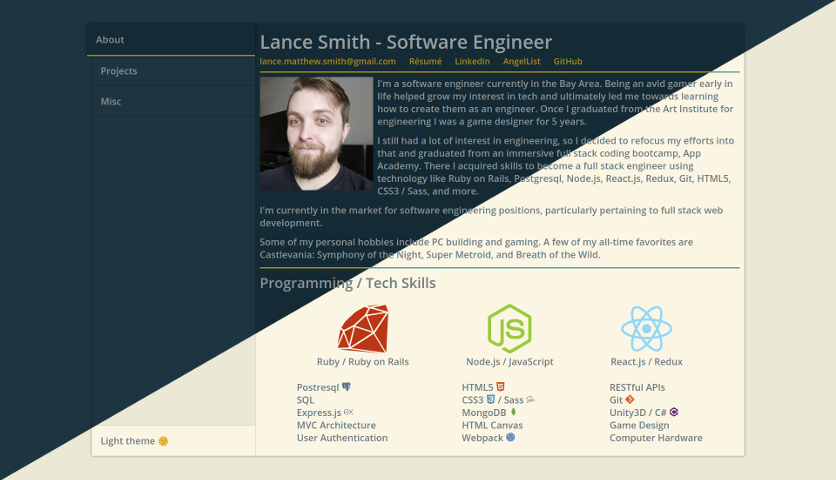 About
Projects
Misc
Light theme
Lance Smith - Software Engineer
lance.matthew.smith@gmail.com Résumé LinkedIn AngelList GitHub
I'm a software engineer currently in the Bay Area. Being an avid gamer early in
life helped grow my interest in tech and ultimately led me towards learning
how to create them as an engineer. Once I graduated from the Art Institute for
engineering I was a game designer for 5 years.
I still had a lot of interest in engineering, so I decided to refocus my efforts into
that and graduated from an immersive full stack coding bootcamp, App
Academy. There I acquired skills to become a full stack engineer using
technology like Ruby on Rails, Postgresql, Node.js, React.js, Redux, Git, HTML5,
CSS3 / Sass, and more.
I'm currently in the market for software engineering positions, particularly pertaining to full stack web
development.
Some of my personal hobbies include PC building and gaming. A few of my all-time favorites are
Castlevania: Symphony of the Night, Super Metroid, and Breath of the Wild.
Programming / Tech Skills
JS
Ruby / Ruby on Rails
Node.js / JavaScript
React.js / Redux
Postresql
SQL
Express.js ex
MVC Architecture
User Authentication
HTML5
CSS3 / Sass
MongoDB
HTML Canvas
Webpack
RESTful APIs
Git
Unity3D / C#
Game Design
Computer Hardware